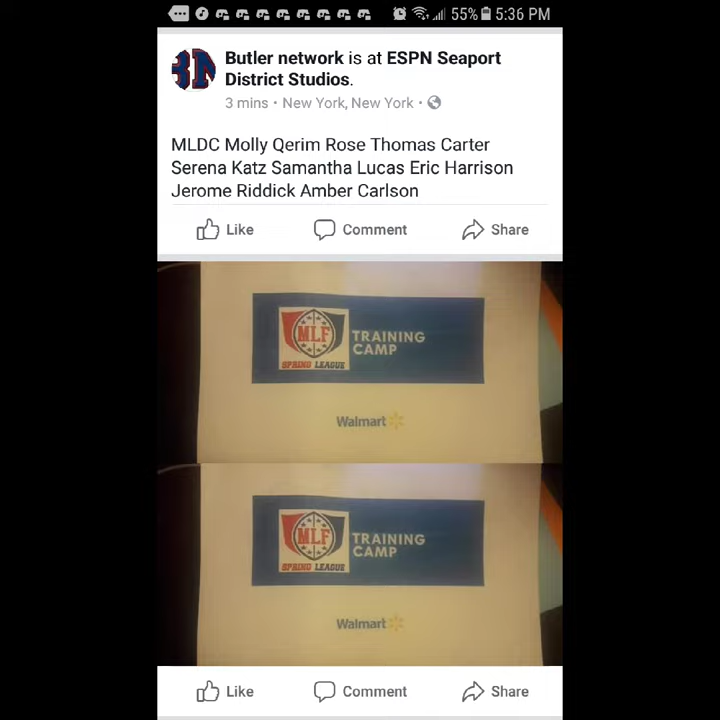 55% 5:36 PM
Butler network is at ESPN Seaport
District Studios.
3 mins · New York, New York ·
MLDC Molly Qerim Rose Thomas Carter
Serena Katz Samantha Lucas Eric Harrison
Jerome Riddick Amber Carlson
Like Comment Share
MLF
SPRING LEAGUE
TRAINING
CAMP
Walmart
MLF
SPRING LEAGUE
TRAINING
CAMP
Walmart
Like Comment Share